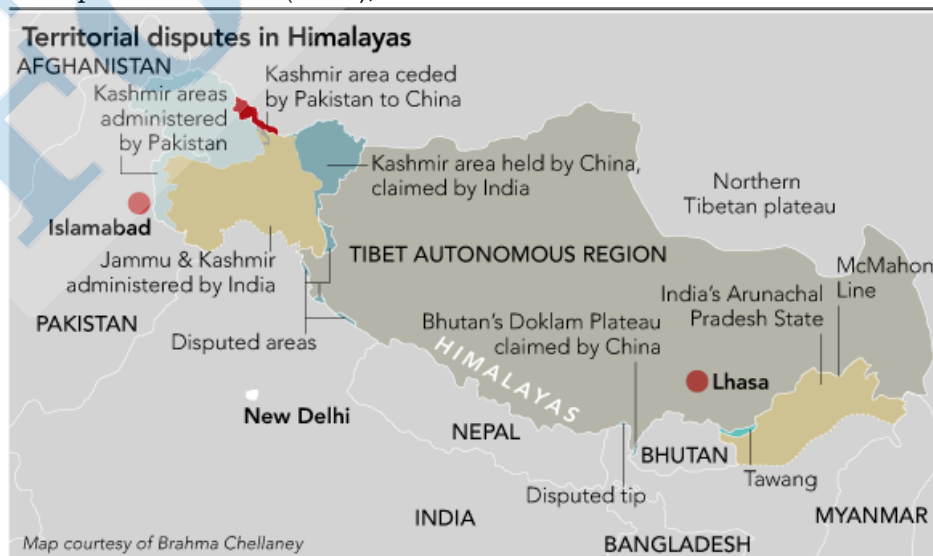 Territorial disputes in Himalayas
AFGHANISTAN
Kashmir area ceded
by Pakistan to China
Kashmir areas
administered
by Pakistan
Kashmir area held by China,
claimed by India
Northern
Tibetan plateau
Islamabad
TIBET AUTONOMOUS REGION
Jammu & Kashmir
administered by India
McMahon
Line
India's Arunachal
Pradesh State
PAKISTAN
Bhutan's Doklam Plateau
claimed by China
Disputed areas
HIMALAYAS
Lhasa
New Delhi
NEPAL
BHUTAN
Tawang
Disputed tip
INDIA
MYANMAR
Map courtesy of Brahma Chellaney
BANGLADESH